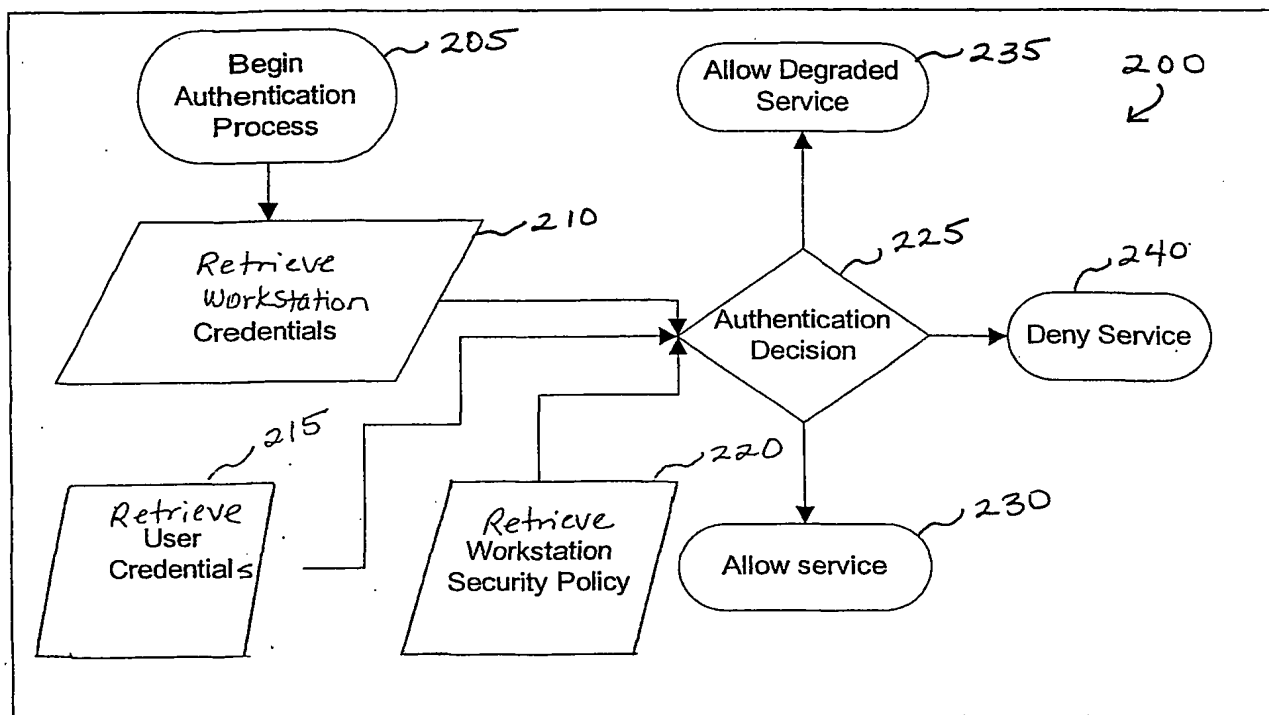 Begin
Authentication
Process
205
Retrieve
Workstation
Credentials
210
Retrieve
User
Credentials
215
Retrieve
Workstation
Security Policy
220
Authentication
Decision
225
Allow Degraded
Service
235
Deny Service
240
Allow service
230
200